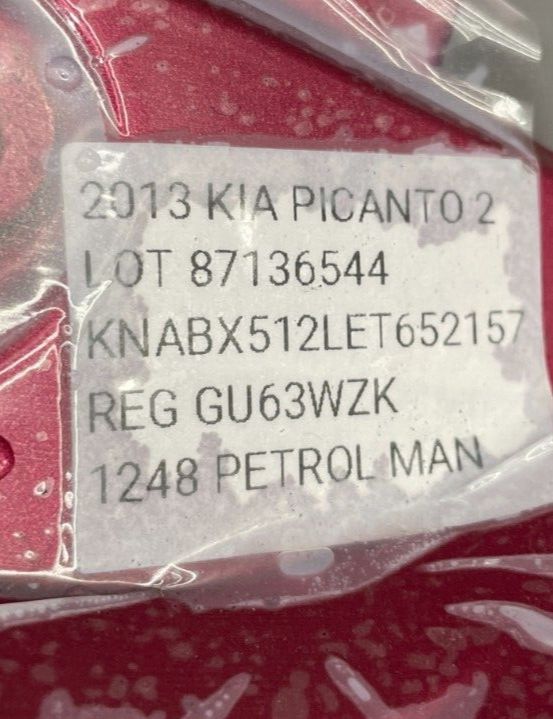 2013 KIA PICANTO 2
LOT 87136544
KNABX512LET652157
REG GU63WZK
1248 PETROL MAN